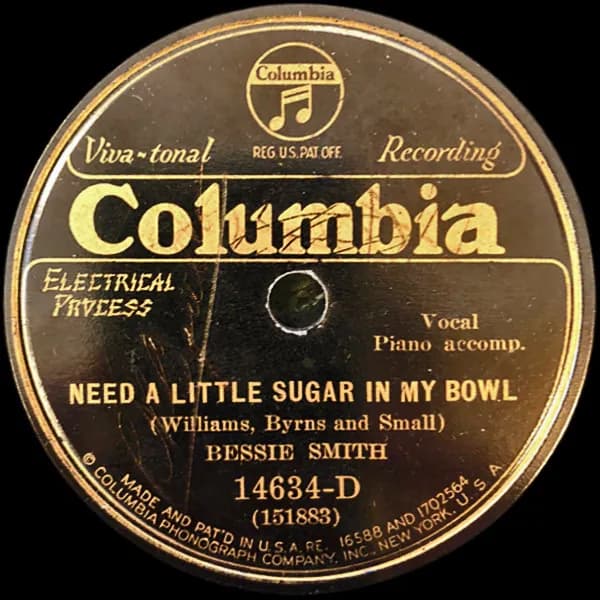 Columbia
REG. U.S. PAT. OFF.
Viva-tonal Recording
Columbia
ELECTRICAL
PROCESS
Vocal
Piano accomp.
NEED A LITTLE SUGAR IN MY BOWL
(Williams, Byrns and Small)
BESSIE SMITH
14634-D
(151883)
MADE AND PAT'D IN U.S.A. RE. 16588 AND 1702564
© COLUMBIA PHONOGRAPH COMPANY, INC., NEW YORK, U.S.A.